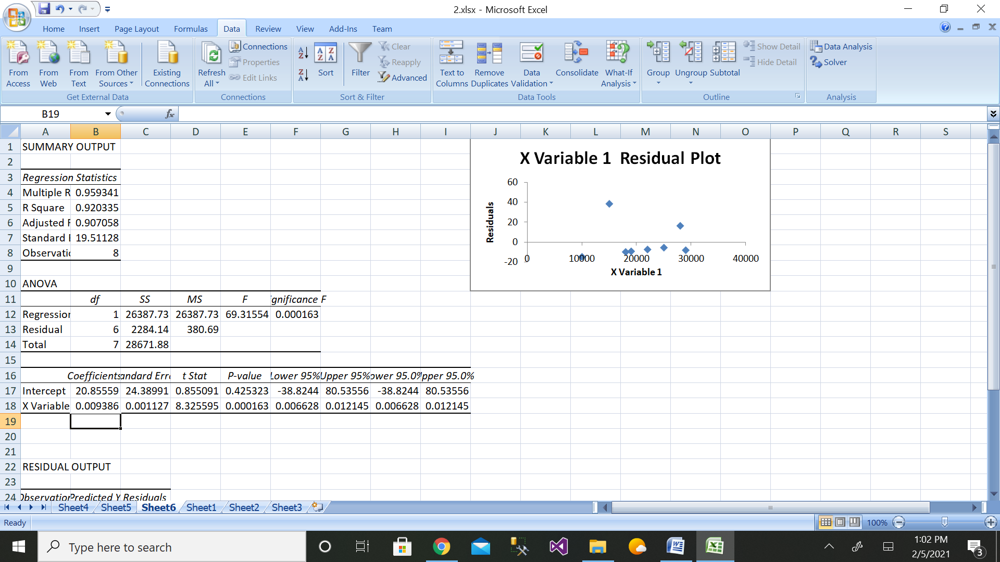 2.xlsx - Microsoft Excel
Home Insert Page Layout Formulas Data Review View Add-Ins Team
From Access
From Web
From Text
From Other Sources
Existing Connections
Get External Data
Refresh All
Connections
Properties
Edit Links
Connections
Sort
Filter
Clear
Reapply
Advanced
Sort & Filter
Text to Columns
Remove Duplicates
Data Validation
Consolidate
What-If Analysis
Data Tools
Group
Ungroup
Subtotal
Show Detail
Hide Detail
Outline
Data Analysis
Solver
Analysis
B19 fx
A B C D E F G H I J K L M N O P Q R S
1 SUMMARY OUTPUT
2
3 Regression Statistics
4 Multiple R 0.959341
5 R Square 0.920335
6 Adjusted R 0.907058
7 Standard E 19.51128
8 Observatio 8
9
10 ANOVA
11 df SS MS F ignificance F
12 Regression 1 26387.73 26387.73 69.31554 0.000163
13 Residual 6 2284.14 380.69
14 Total 7 28671.88
15
16 Coefficients andard Erro t Stat P-value Lower 95% Upper 95% ower 95.0% pper 95.0%
17 Intercept 20.85559 24.38991 0.855091 0.425323 -38.8244 80.53556 -38.8244 80.53556
18 X Variable 0.009386 0.001127 8.325595 0.000163 0.006628 0.012145 0.006628 0.012145
19
20
21
22 RESIDUAL OUTPUT
23
24 Observation Predicted Y Residuals
X Variable 1 Residual Plot
60
40
20
0
-20
Residuals
0 10000 20000 30000 40000
X Variable 1
Sheet4 Sheet5 Sheet6 Sheet1 Sheet2 Sheet3
Ready
100%
Type here to search
1:02 PM
2/5/2021
3